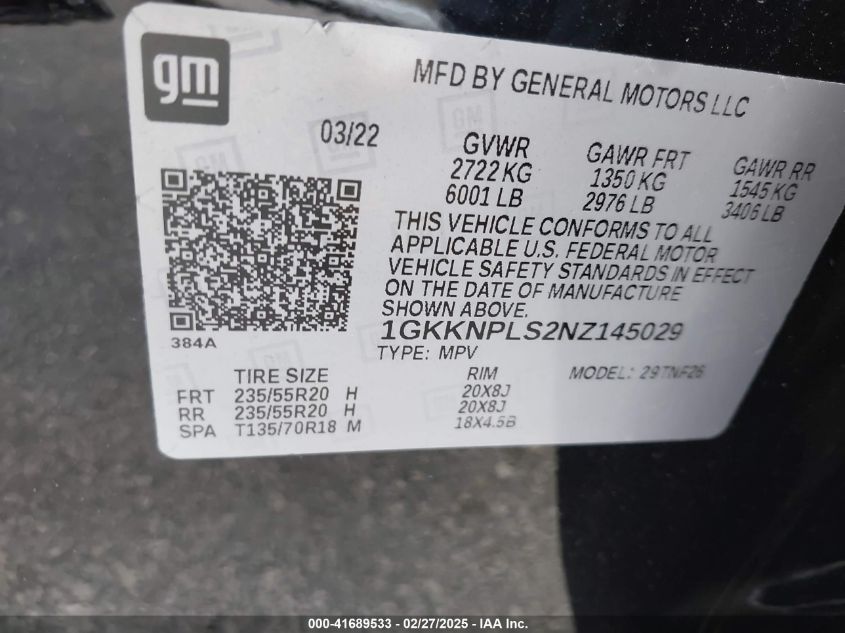 gm
MFD BY GENERAL MOTORS LLC
03/22
GVWR GAWR FRT GAWR RR
2722 KG 1350 KG 1545 KG
6001 LB 2976 LB 3406 LB
THIS VEHICLE CONFORMS TO ALL
APPLICABLE U.S. FEDERAL MOTOR
VEHICLE SAFETY STANDARDS IN EFFECT
ON THE DATE OF MANUFACTURE
SHOWN ABOVE.
1GKKNPLS2NZ145029
384A
TYPE: MPV MODEL: 29TNF26
TIRE SIZE RIM
FRT 235/55R20 H 20X8J
RR 235/55R20 H 20X8J
SPA T135/70R18 M 18X4.5B
000-41689533 - 02/27/2025 - IAA Inc.